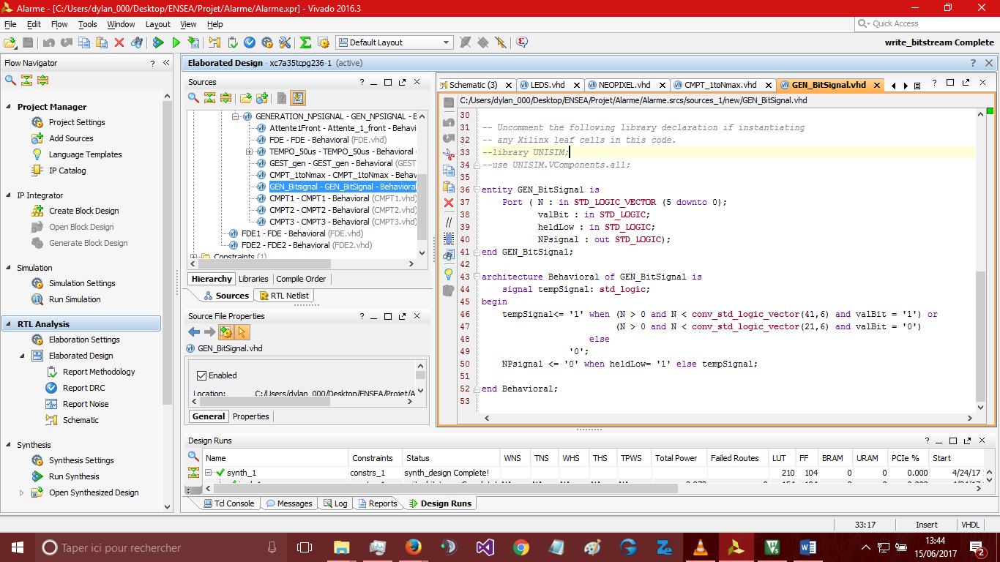 Alarme - [C:/Users/dylan_000/Desktop/ENSEA/Projet/Alarme/Alarme.xpr] - Vivado 2016.3
File Edit Flow Tools Window Layout View Help
Quick Access
Default Layout
write_bitstream Complete
Flow Navigator
Project Manager
Project Settings
Add Sources
Language Templates
IP Catalog
IP Integrator
Create Block Design
Open Block Design
Generate Block Design
Simulation
Simulation Settings
Run Simulation
RTL Analysis
Elaboration Settings
Elaborated Design
Report Methodology
Report DRC
Report Noise
Schematic
Synthesis
Synthesis Settings
Run Synthesis
Open Synthesized Design
Elaborated Design - xc7a35tcpg236-1 (active)
Sources
GENERATION_NPSIGNAL - GEN_NPSIGNAL - B
Attente1Front - Attente_1_front - Behavi
FDE - FDE - Behavioral (FDE.vhd)
TEMPO_50us - TEMPO_50us - Behavioral
GEST_gen - GEST_gen - Behavioral (GEST
CMPT_1toNmax - CMPT_1toNmax - Behav
GEN_Bitsignal - GEN_BitSignal - Behavioral
CMPT1 - CMPT1 - Behavioral (CMPT1.vhd)
CMPT2 - CMPT2 - Behavioral (CMPT2.vhd)
CMPT3 - CMPT3 - Behavioral (CMPT3.vhd)
FDE1 - FDE - Behavioral (FDE.vhd)
FDE2 - FDE2 - Behavioral (FDE2.vhd)
Constraints (1)
Hierarchy Libraries Compile Order
Sources RTL Netlist
Source File Properties
GEN_BitSignal.vhd
Enabled
Location: C:/Users/dylan_000/Desktop/ENSEA/Projet/A
General Properties
Schematic (3) LEDS.vhd NEOPIXEL.vhd CMPT_1toNmax.vhd GEN_BitSignal.vhd
C:/Users/dylan_000/Desktop/ENSEA/Projet/Alarme/Alarme.srcs/sources_1/new/GEN_BitSignal.vhd
30
31 -- Uncomment the following library declaration if instantiating
32 -- any Xilinx leaf cells in this code.
33 --library UNISIM;
34 --use UNISIM.VComponents.all;
35
36 entity GEN_BitSignal is
37 Port ( N : in STD_LOGIC_VECTOR (5 downto 0);
38 valBit : in STD_LOGIC;
39 heldLow : in STD_LOGIC;
40 NPsignal : out STD_LOGIC);
41 end GEN_BitSignal;
42
43 architecture Behavioral of GEN_BitSignal is
44 signal tempSignal: std_logic;
45 begin
46 tempSignal<= '1' when (N > 0 and N < conv_std_logic_vector(41,6) and valBit = '1') or
47 (N > 0 and N < conv_std_logic_vector(21,6) and valBit = '0')
48 else
49 '0';
50 NPsignal <= '0' when heldLow= '1' else tempSignal;
51
52 end Behavioral;
53
Design Runs
Name Constraints Status WNS TNS WHS THS TPWS Total Power Failed Routes LUT FF BRAM URAM PCIe % Start
synth_1 constrs_1 synth_design Complete! 210 104 0 0 0.000 4/24/17
Tcl Console Messages Log Reports Design Runs
33:17 Insert VHDL
Taper ici pour rechercher
13:44
15/06/2017
2